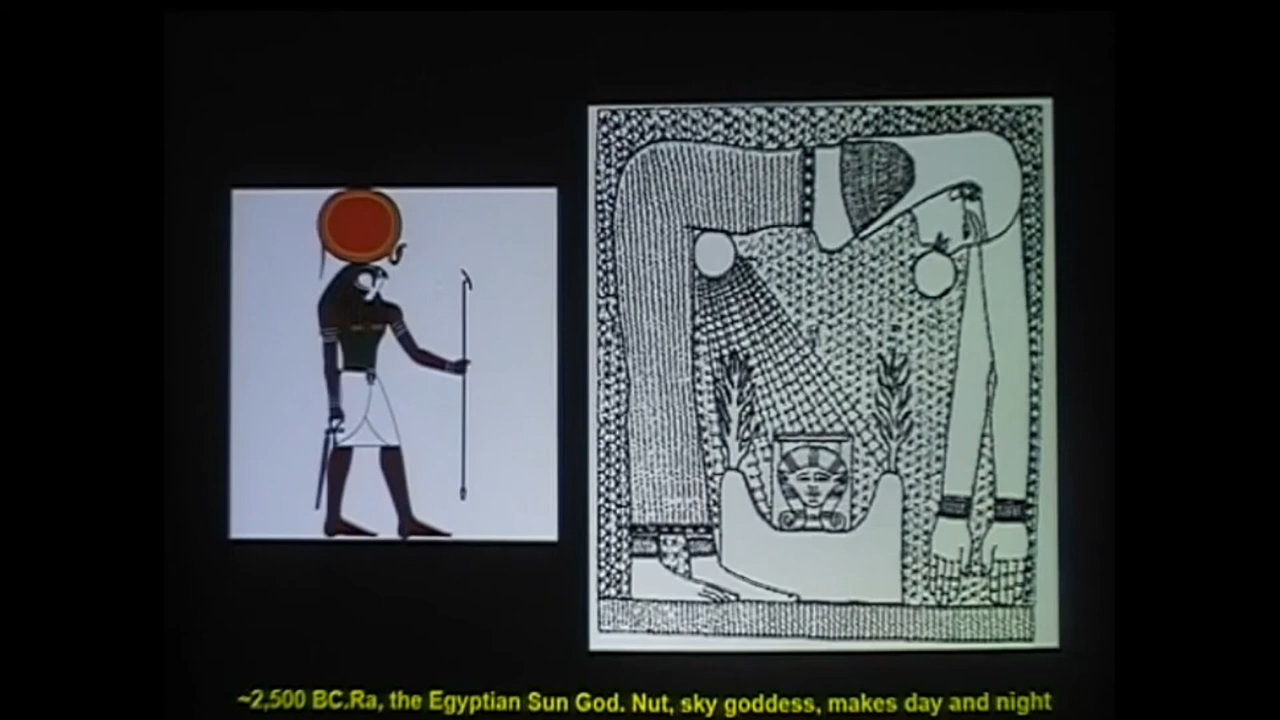 ~2,500 BC.Ra, the Egyptian Sun God. Nut, sky goddess, makes day and night